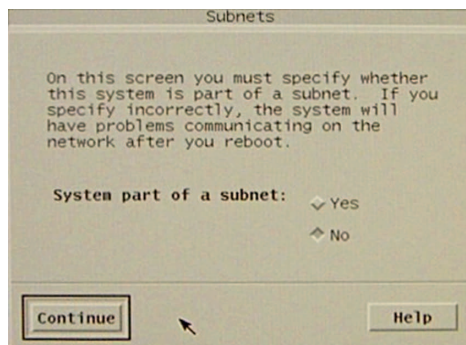 Subnets
On this screen you must specify whether
this system is part of a subnet.  If you
specify incorrectly, the system will
have problems communicating on the
network after you reboot.
System part of a subnet:
Yes
No
Continue
Help